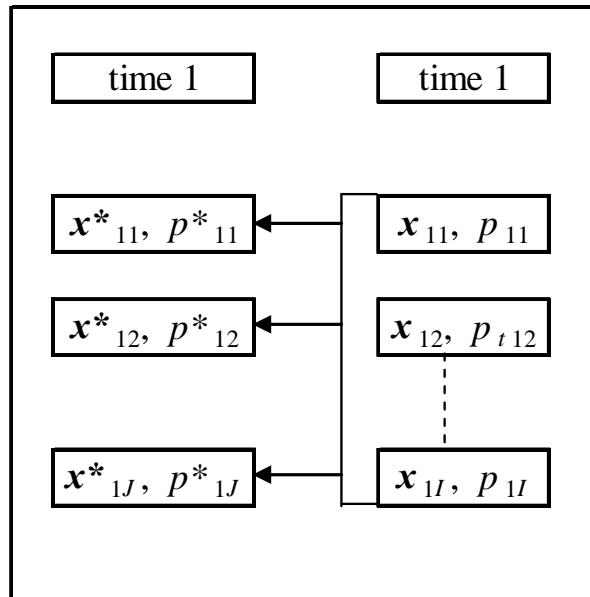 time 1 time 1
x*₁₁, p*₁₁ x₁₁, p₁₁
x*₁₂, p*₁₂ x₁₂, pₜ₁₂
x*₁J, p*₁J x₁I, p₁I